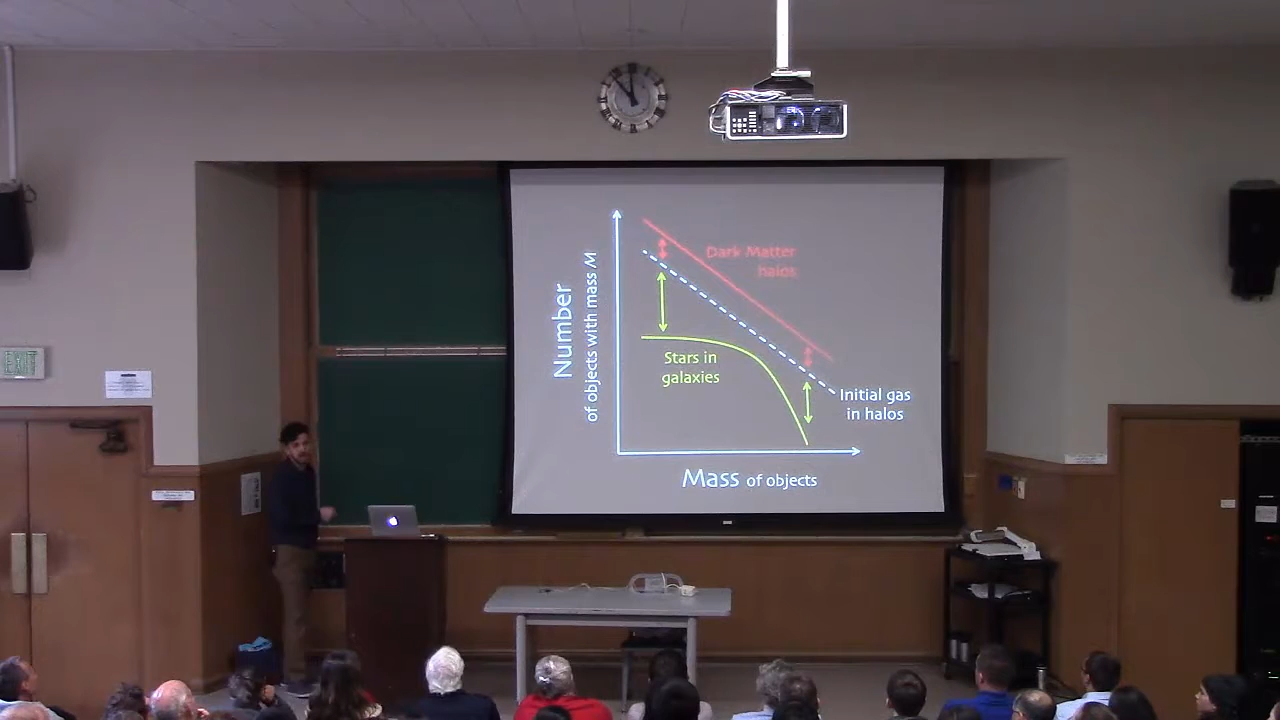 EXIT
Number
of objects with mass M
Dark Matter
halos
Stars in
galaxies
Initial gas
in halos
Mass of objects